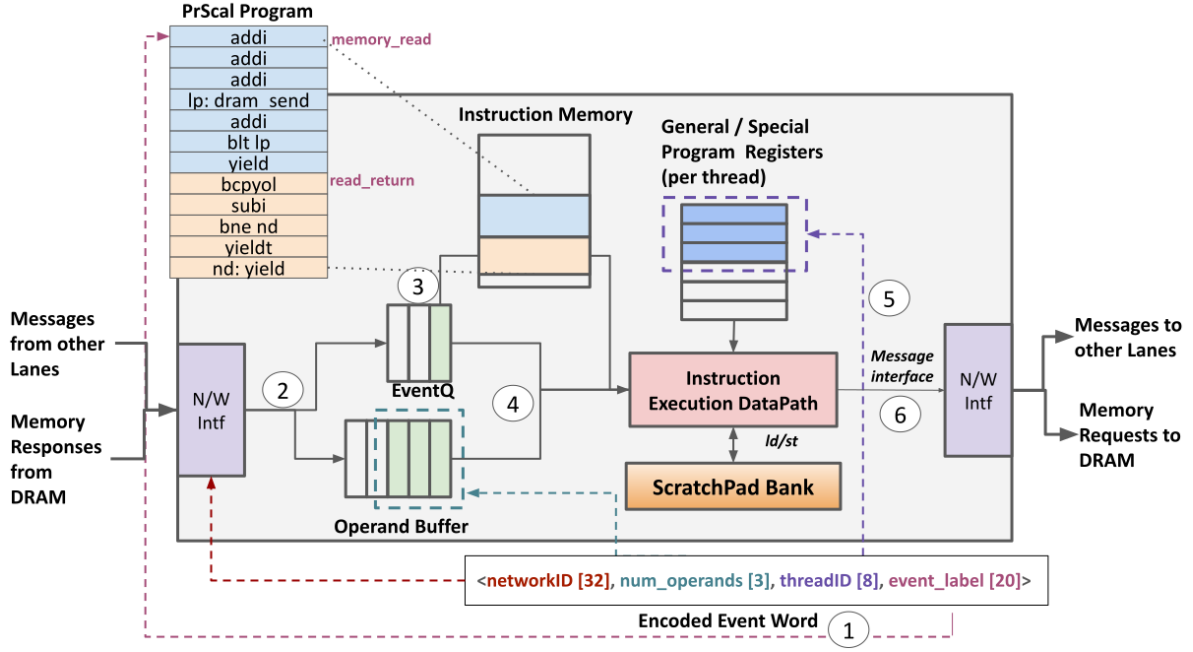 PrScal Program
addi
addi
addi
lp: dram_send
addi
blt lp
yield
bcpyol
subi
bne nd
yieldt
nd: yield
memory_read
read_return
Instruction Memory
General / Special
Program Registers
(per thread)
3
5
Messages
from other
Lanes
Memory
Responses
from
DRAM
N/W
Intf
2
EventQ
4
Operand Buffer
Instruction
Execution DataPath
ld/st
ScratchPad Bank
Message
interface
6
N/W
Intf
Messages to
other Lanes
Memory
Requests to
DRAM
<networkID [32], num_operands [3], threadID [8], event_label [20]>
Encoded Event Word
1